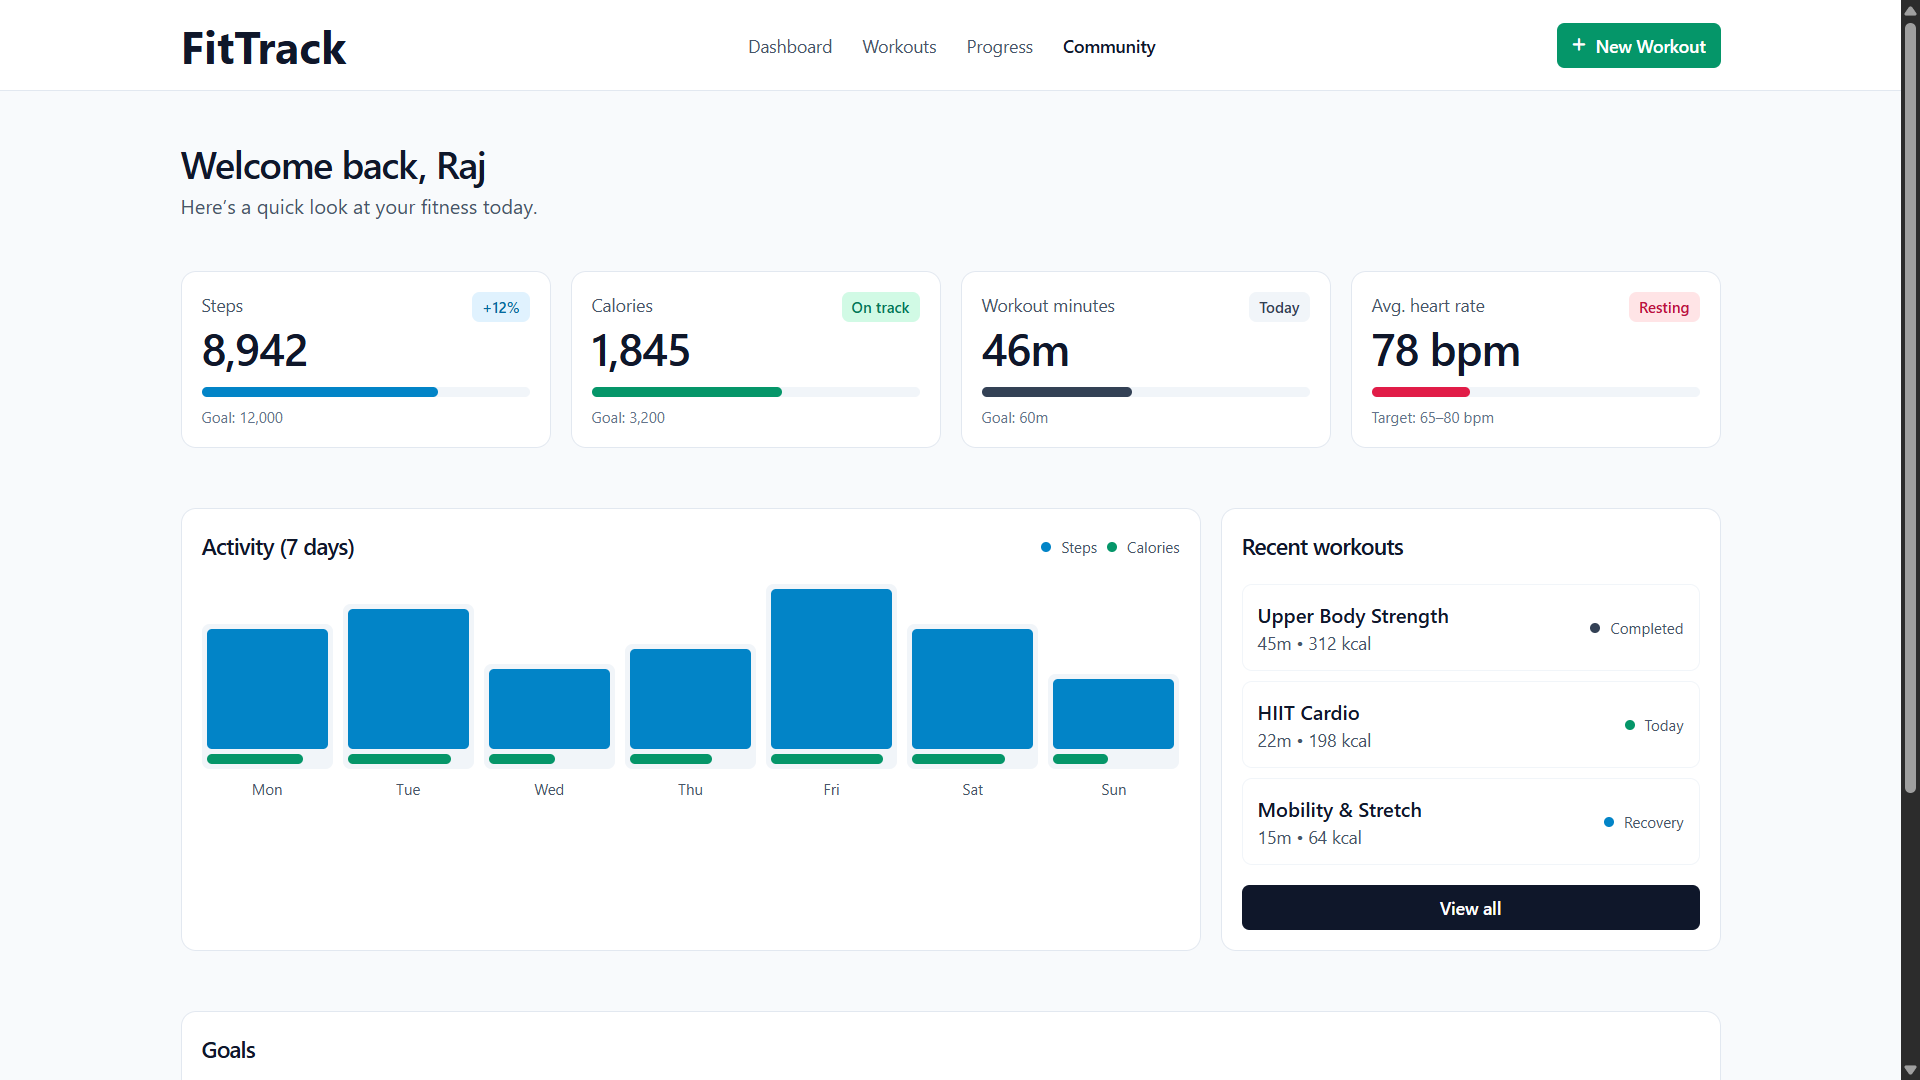 FitTrack
Dashboard
Workouts
Progress
Community
+ New Workout
Welcome back, Raj
Here's a quick look at your fitness today.
Steps
+12%
8,942
Goal: 12,000
Calories
On track
1,845
Goal: 3,200
Workout minutes
Today
46m
Goal: 60m
Avg. heart rate
Resting
78 bpm
Target: 65–80 bpm
Activity (7 days)
Steps
Calories
Mon
Tue
Wed
Thu
Fri
Sat
Sun
Recent workouts
Upper Body Strength
45m • 312 kcal
Completed
HIIT Cardio
22m • 198 kcal
Today
Mobility & Stretch
15m • 64 kcal
Recovery
View all
Goals